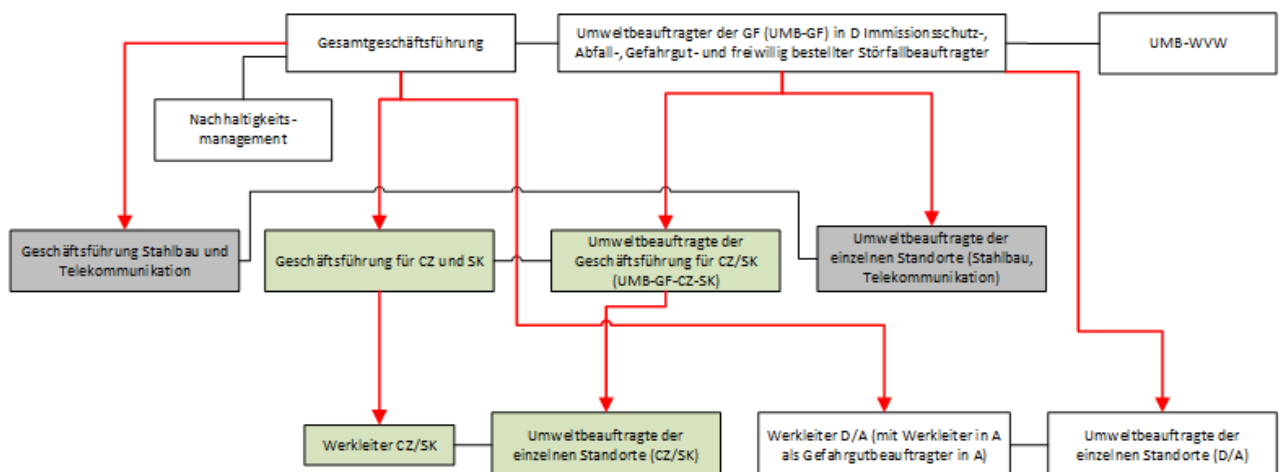 Gesamtgeschäftsführung
Umweltbeauftragter der GF (UMB-GF) in D Immissionsschutz-,
Abfall-, Gefahrgut- und freiwillig bestellter Störfallbeauftragter
UMB-WVW
Nachhaltigkeits-
management
Geschäftsführung Stahlbau und
Telekommunikation
Geschäftsführung für CZ und SK
Umweltbeauftragte der
Geschäftsführung für CZ/SK
(UMB-GF-CZ-SK)
Umweltbeauftragte der
einzelnen Standorte (Stahlbau,
Telekommunikation)
Werkleiter CZ/SK
Umweltbeauftragte der
einzelnen Standorte (CZ/SK)
Werkleiter D/A (mit Werkleiter in A
als Gefahrgutbeauftragter in A)
Umweltbeauftragte der
einzelnen Standorte (D/A)